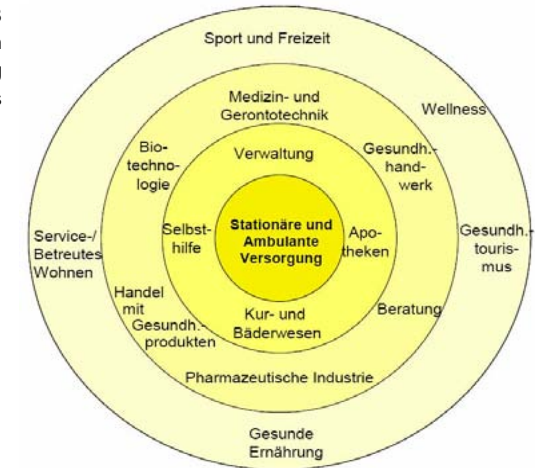 Sport und Freizeit
Wellness
Medizin- und
Gerontotechnik
Bio-
techno-
logie
Gesundh.-
hand-
werk
Verwaltung
Selbst-
hilfe
Stationäre und
Ambulante
Versorgung
Apo-
theken
Service-/
Betreutes
Wohnen
Gesundh.-
touris-
mus
Handel
mit
Gesundh.-
produkten
Kur- und
Bäderwesen
Beratung
Pharmazeutische Industrie
Gesunde
Ernährung